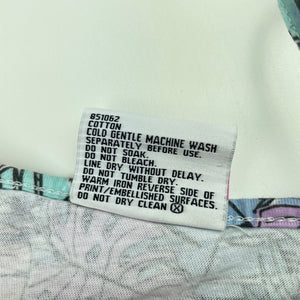 851062
COTTON
COLD GENTLE MACHINE WASH
SEPARATELY BEFORE USE.
DO NOT SOAK.
DO NOT BLEACH.
LINE DRY WITHOUT DELAY.
DO NOT TUMBLE DRY.
WARM IRON REVERSE SIDE OF
PRINT/EMBELLISHED SURFACES.
DO NOT DRY CLEAN